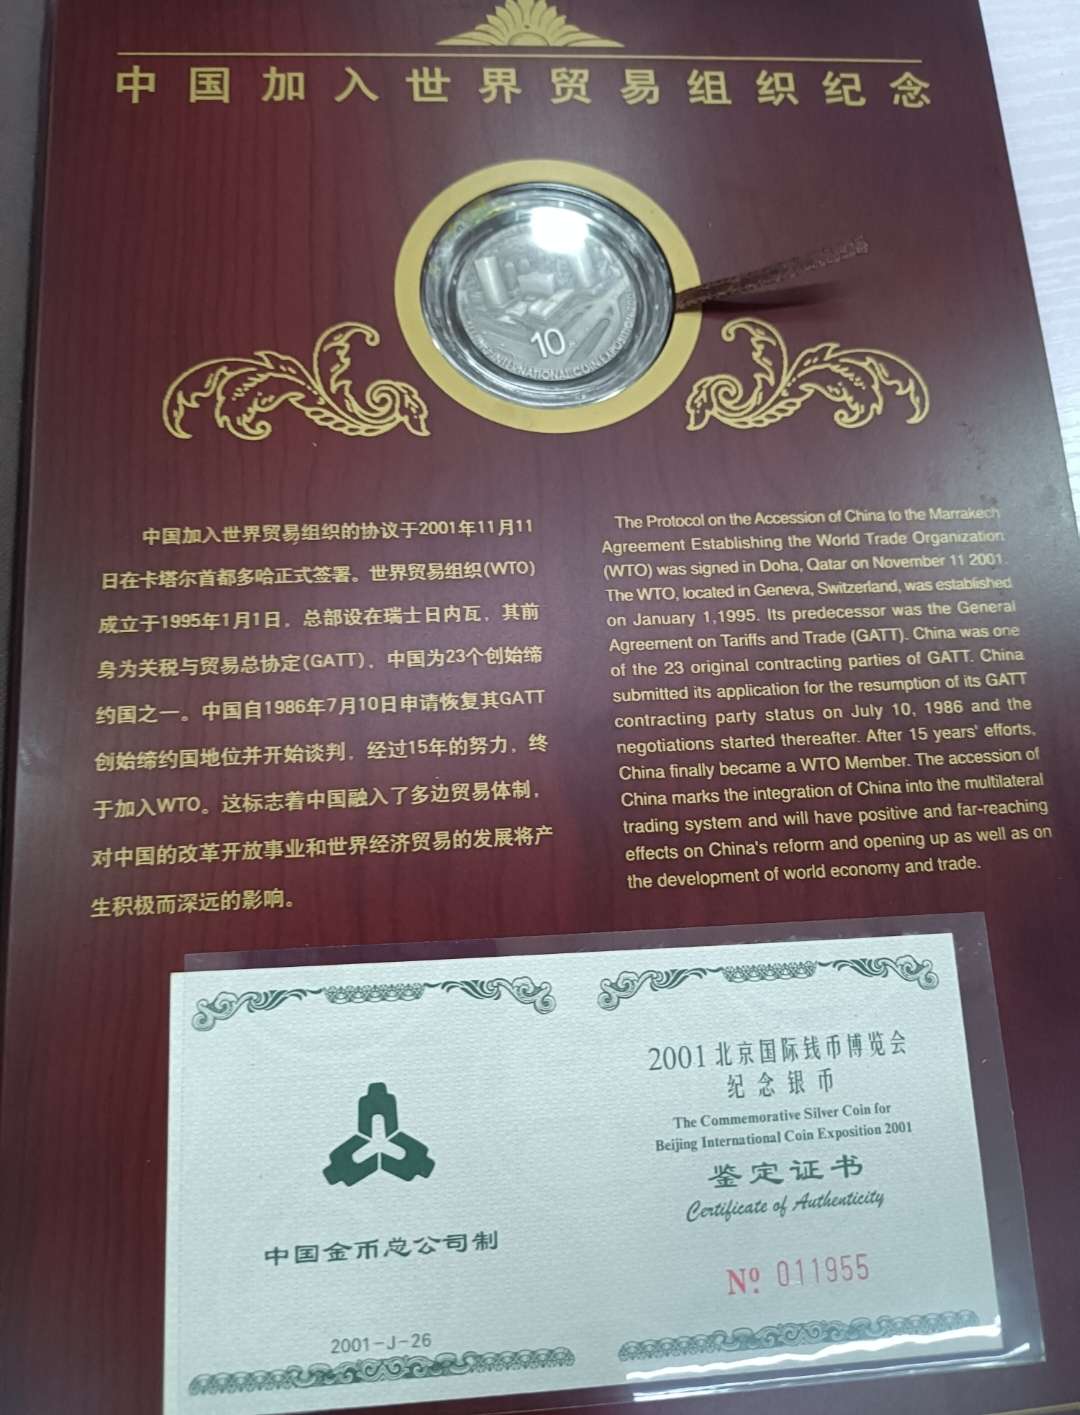 中国加入世界贸易组织纪念
10元
INTERNATIONAL COIN EXPOSITION
中国加入世界贸易组织的协议于2001年11月11
日在卡塔尔首都多哈正式签署。世界贸易组织(WTO)
成立于1995年1月1日，总部设在瑞士日内瓦，其前
身为关税与贸易总协定(GATT)，中国为23个创始缔
约国之一。中国自1986年7月10日申请恢复其GATT
创始缔约国地位并开始谈判，经过15年的努力，终
于加入WTO。这标志着中国融入了多边贸易体制，
对中国的改革开放事业和世界经济贸易的发展将产
生积极而深远的影响。
The Protocol on the Accession of China to the Marrakech
Agreement Establishing the World Trade Organization
(WTO) was signed in Doha, Qatar on November 11 2001.
The WTO, located in Geneva, Switzerland, was established
on January 1,1995. Its predecessor was the General
Agreement on Tariffs and Trade (GATT). China was one
of the 23 original contracting parties of GATT. China
submitted its application for the resumption of its GATT
contracting party status on July 10, 1986 and the
negotiations started thereafter. After 15 years' efforts,
China finally became a WTO Member. The accession of
China marks the integration of China into the multilateral
trading system and will have positive and far-reaching
effects on China's reform and opening up as well as on
the development of world economy and trade.
中国金币总公司制
2001-J-26
2001北京国际钱币博览会
纪念银币
The Commemorative Silver Coin for
Beijing International Coin Exposition 2001
鉴定证书
Certificate of Authenticity
Nº 011955